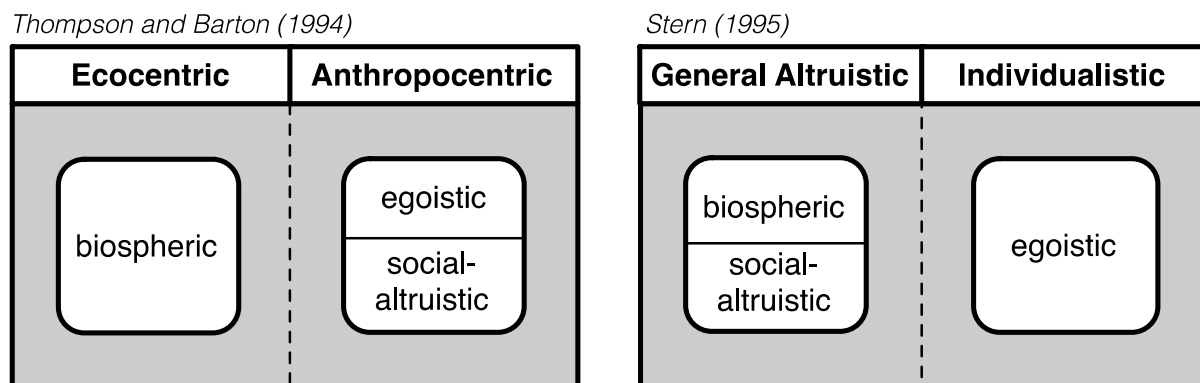 Thompson and Barton (1994)
Ecocentric
Anthropocentric
biospheric
egoistic
social-
altruistic
Stern (1995)
General Altruistic
Individualistic
biospheric
social-
altruistic
egoistic